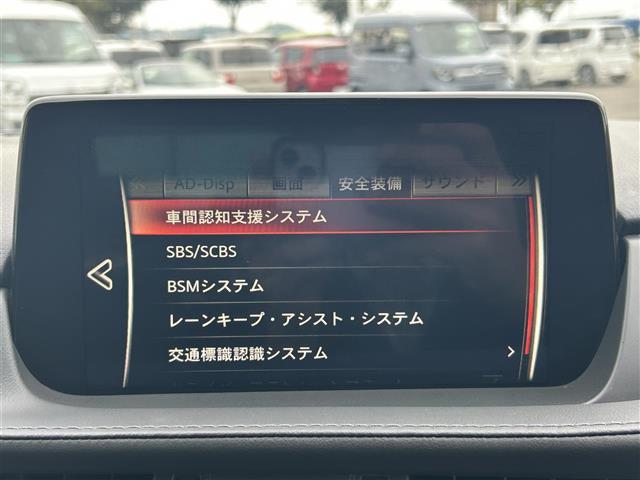 AD-Disp 画面 安全装備 サウンド
車間認知支援システム
SBS/SCBS
BSMシステム
レーンキープ・アシスト・システム
交通標識認識システム